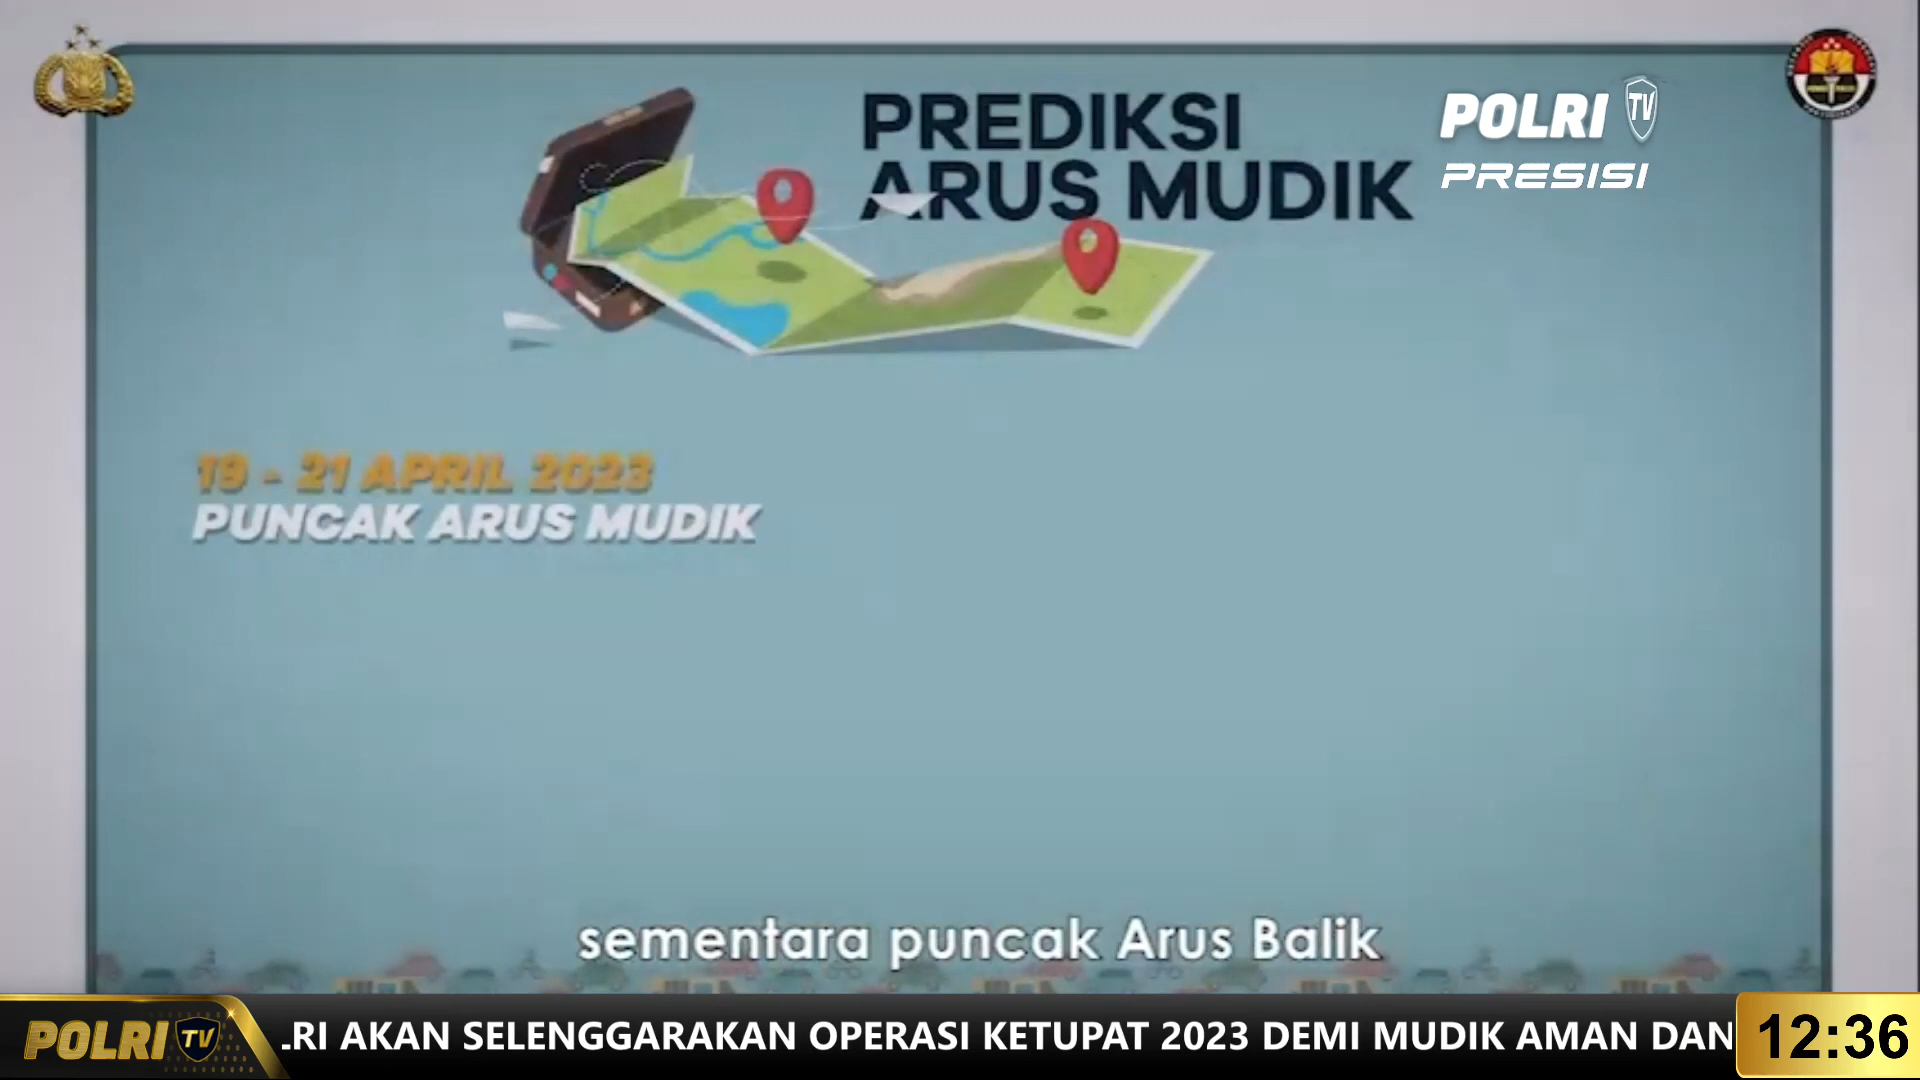 PREDIKSI
ARUS MUDIK
POLRI TV
PRESISI
19 - 21 APRIL 2023
PUNCAK ARUS MUDIK
sementara puncak Arus Balik
POLRI TV
RI AKAN SELENGGARAKAN OPERASI KETUPAT 2023 DEMI MUDIK AMAN DAN
12:36